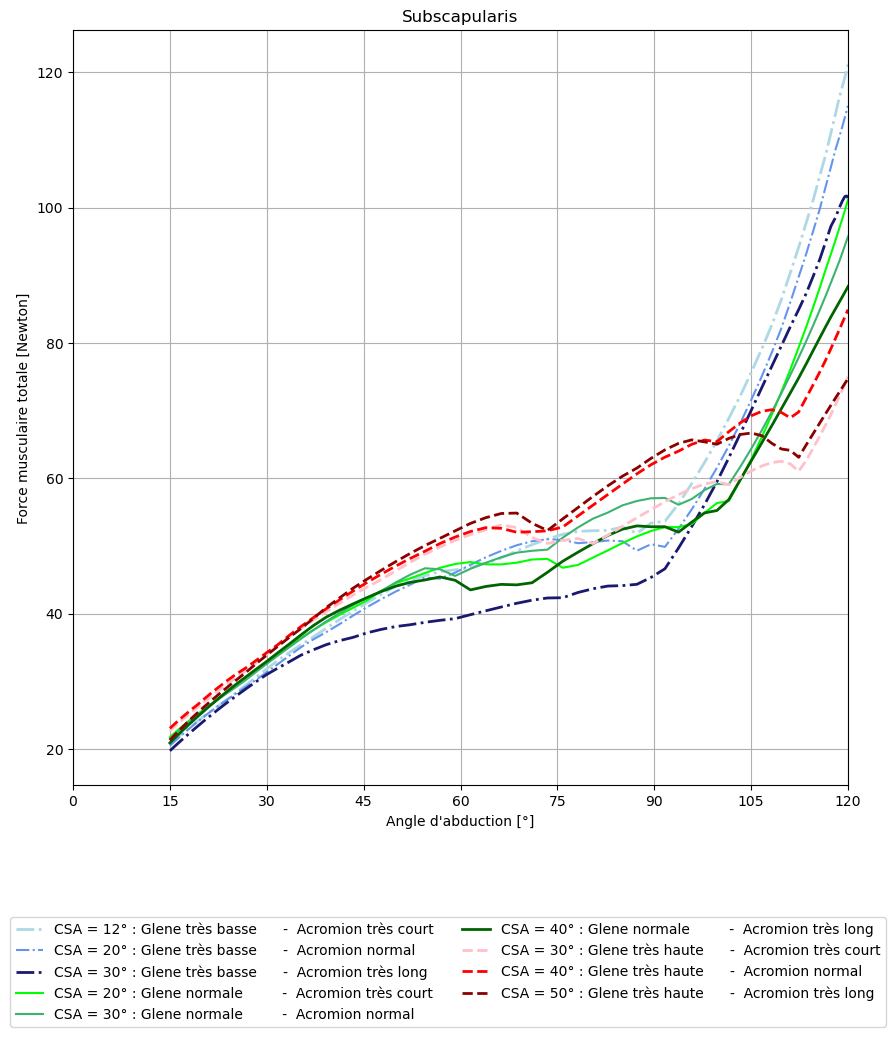 Subscapularis
120
100
80
60
40
20
Force musculaire totale [Newton]
0 15 30 45 60 75 90 105 120
Angle d'abduction [°]
CSA = 12° : Glene très basse - Acromion très court
CSA = 20° : Glene très basse - Acromion normal
CSA = 30° : Glene très basse - Acromion très long
CSA = 20° : Glene normale - Acromion très court
CSA = 30° : Glene normale - Acromion normal
CSA = 40° : Glene normale - Acromion très long
CSA = 30° : Glene très haute - Acromion très court
CSA = 40° : Glene très haute - Acromion normal
CSA = 50° : Glene très haute - Acromion très long